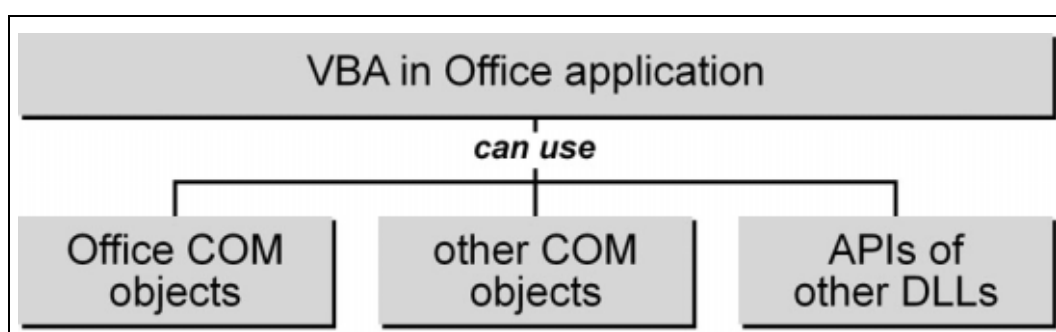 VBA in Office application
can use
Office COM
objects
other COM
objects
APIs of
other DLLs